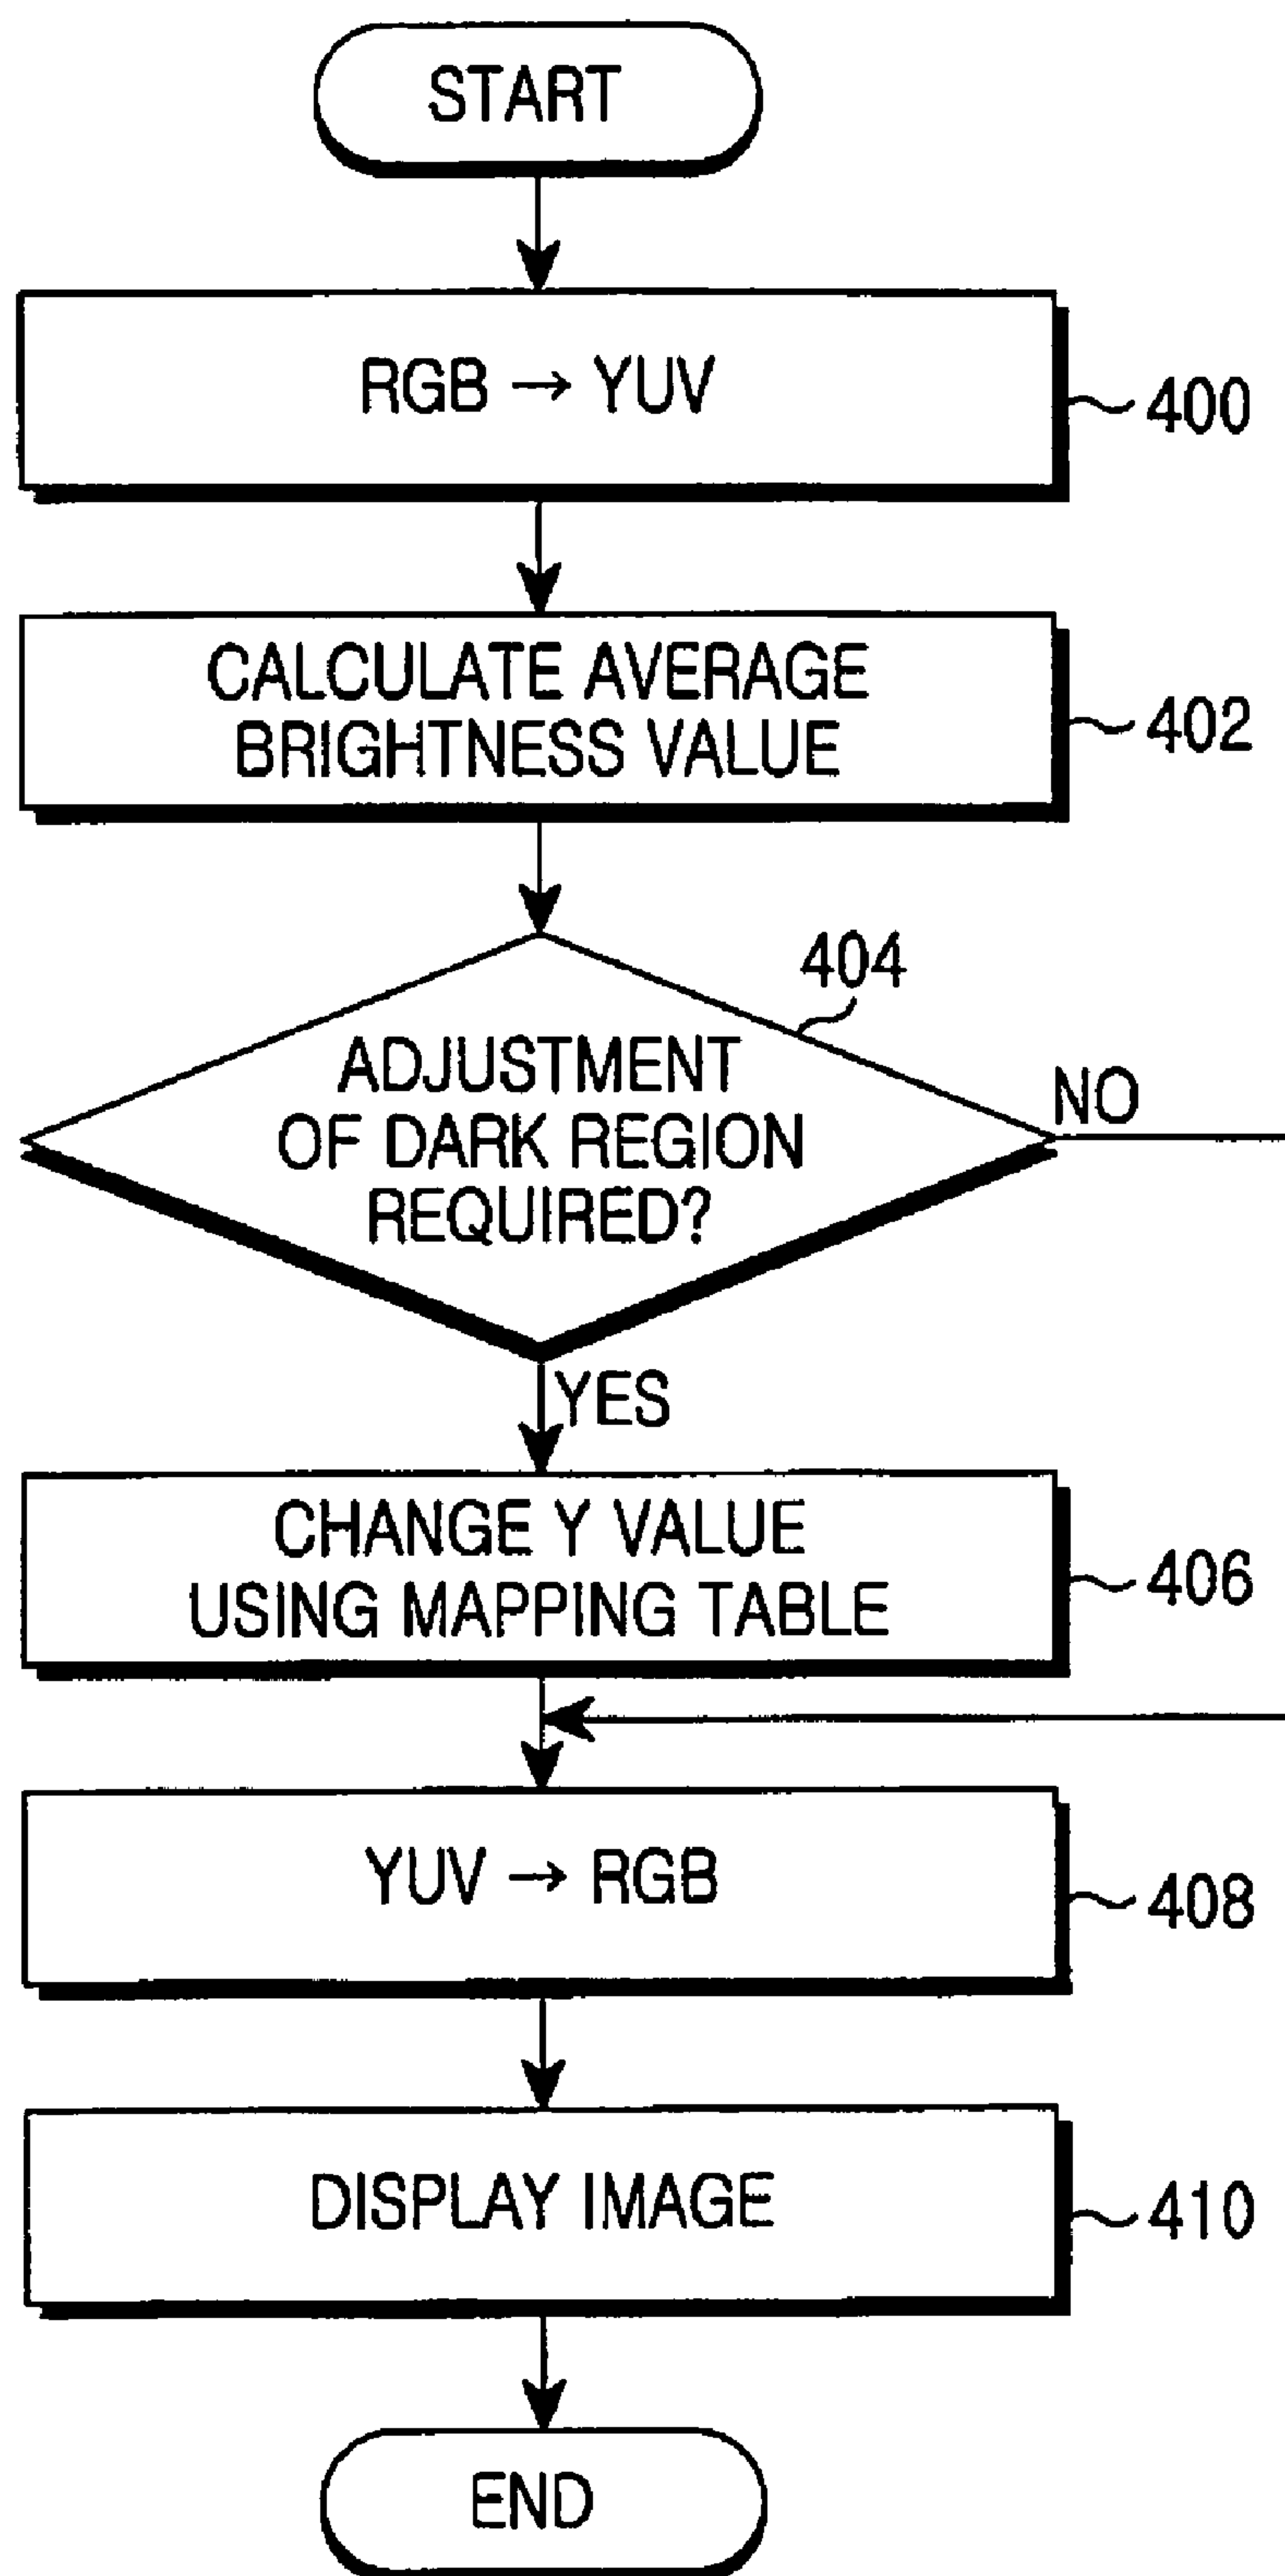 START
RGB → YUV
400
CALCULATE AVERAGE
BRIGHTNESS VALUE
402
404
ADJUSTMENT
OF DARK REGION
REQUIRED?
NO
YES
CHANGE Y VALUE
USING MAPPING TABLE
406
YUV → RGB
408
DISPLAY IMAGE
410
END